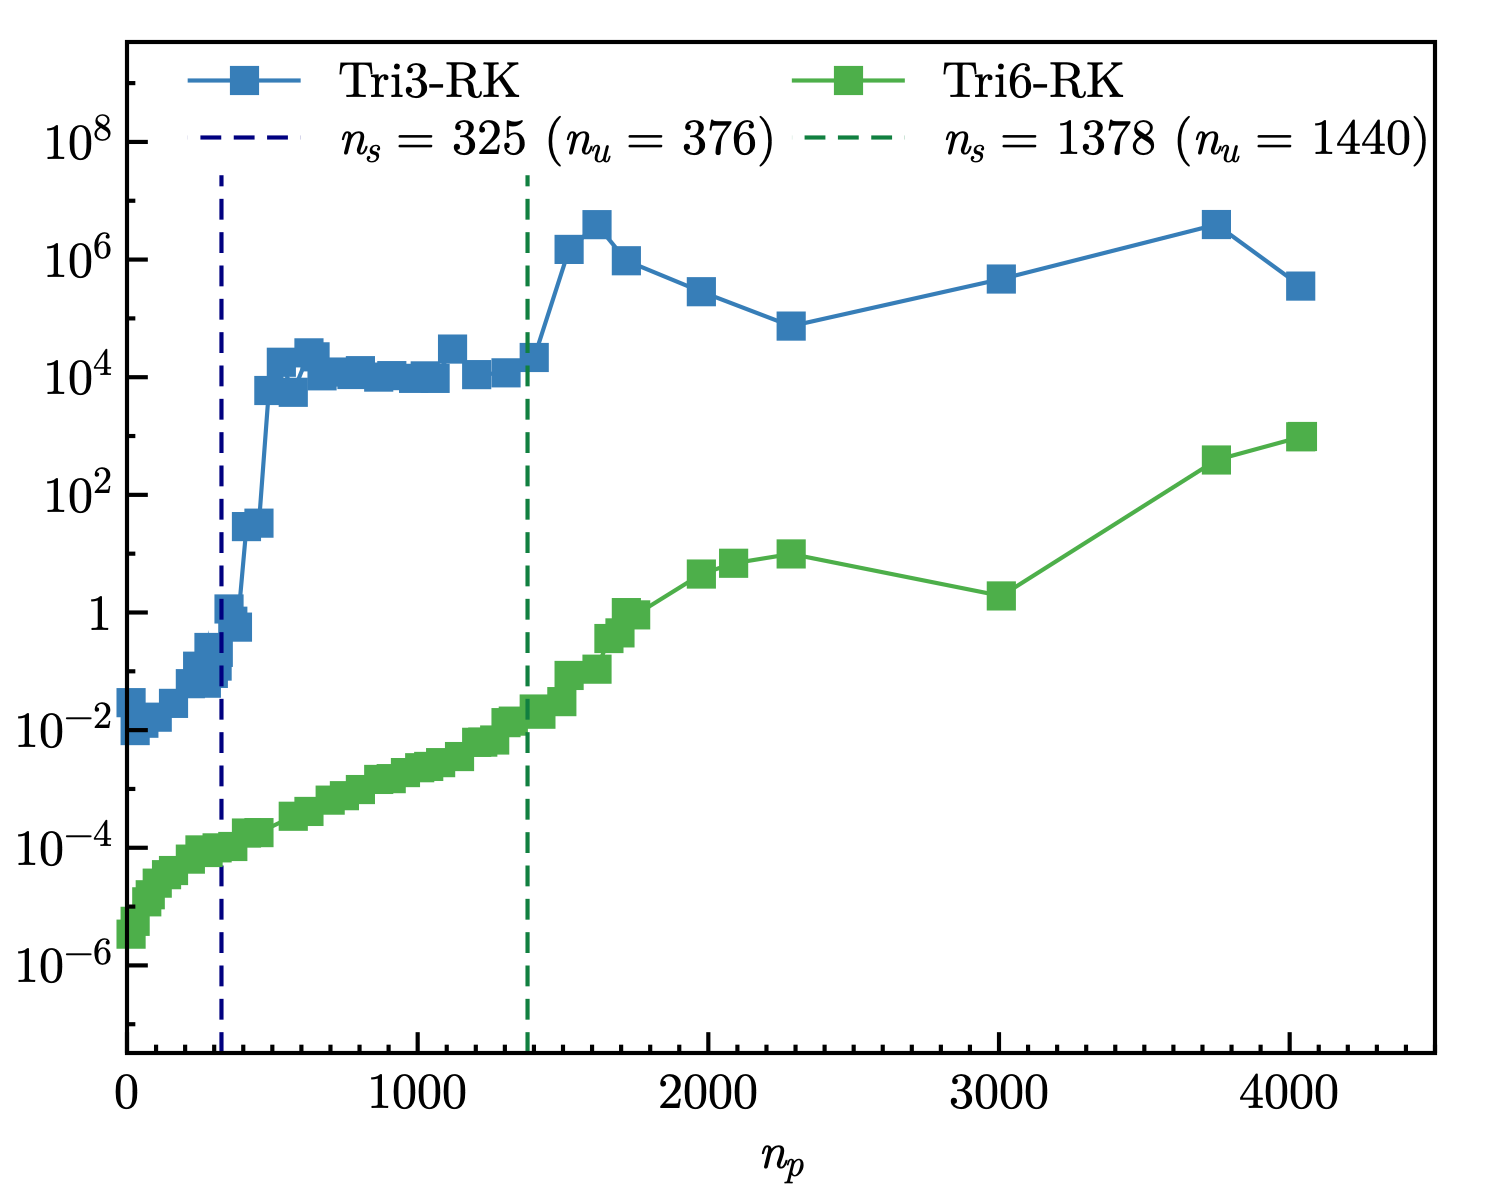 Tri3-RK Tri6-RK
n_s = 325 (n_u = 376) n_s = 1378 (n_u = 1440)
10^8
10^6
10^4
10^2
1
10^−2
10^−4
10^−6
0 1000 2000 3000 4000
n_p